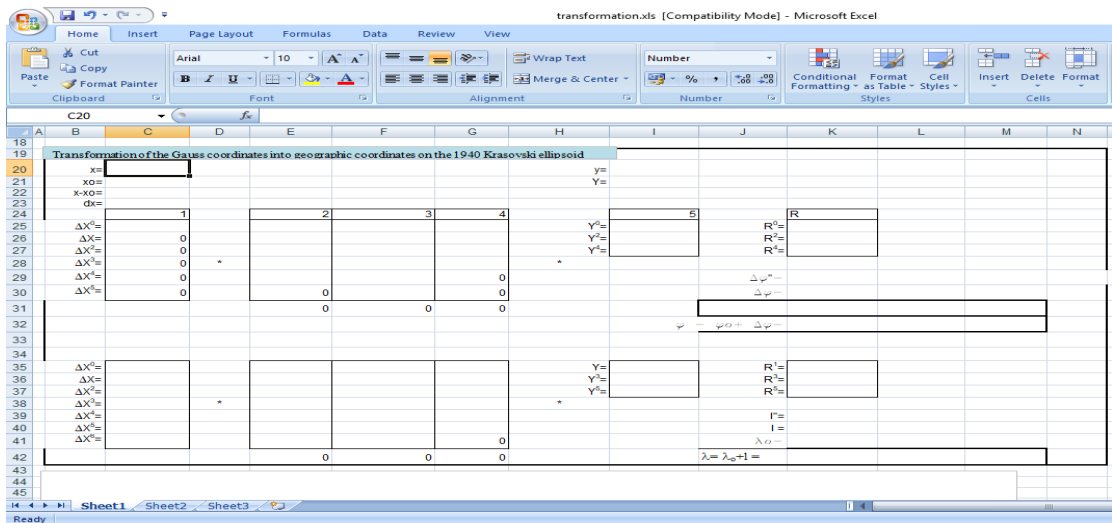 transformation.xls [Compatibility Mode] - Microsoft Excel
Home Insert Page Layout Formulas Data Review View
Paste Cut Copy Format Painter
Arial 10 A A Wrap Text Number
B I U Merge & Center % , Conditional Formatting Format as Table Cell Styles Insert Delete Format
Clipboard Font Alignment Number Styles Cells
C20 fx
A B C D E F G H I J K L M N
18
19 Transformation of the Gauss coordinates into geographic coordinates on the 1940 Krasovski ellipsoid
20 x= y=
21 xo= Y=
22 x-xo=
23 dx=
24 1 2 3 4 5 R
25 ΔX⁰= Y⁰= R⁰=
26 ΔX= 0 Y²= R²=
27 ΔX²= 0 Y⁴= R⁴=
28 ΔX³= 0 * *
29 ΔX⁴= 0 0 Δφ"=
30 ΔX⁵= 0 0 0 Δφ=
31 0 0 0
32 φ = φo+ Δφ=
33
34
35 ΔX⁰= Y= R¹=
36 ΔX= Y³= R³=
37 ΔX²= Y⁵= R⁵=
38 ΔX³= * *
39 ΔX⁴= l"=
40 ΔX⁵= l =
41 ΔX⁶= 0 λo=
42 0 0 0 λ= λₒ+l =
43
44
45
Sheet1 Sheet2 Sheet3
Ready